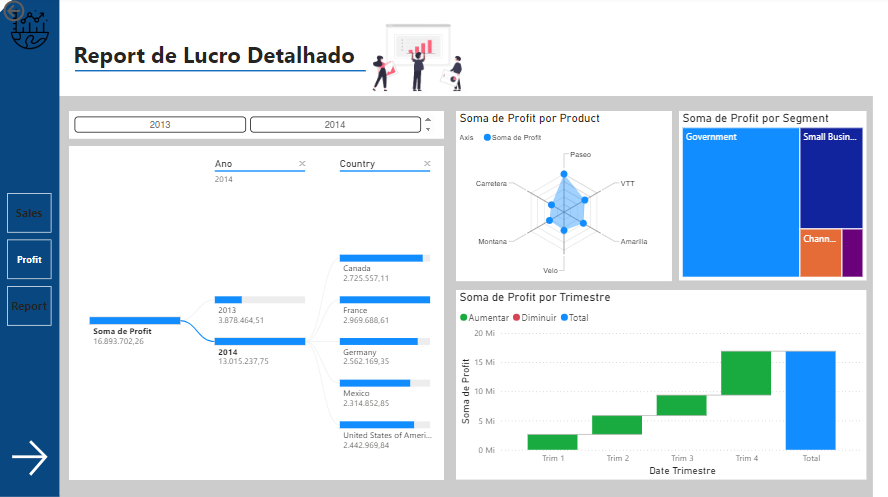 Report de Lucro Detalhado
Sales
Profit
Report
2013
2014
Ano
2014
Country
Soma de Profit
16.893.702,26
2013
3.878.464,51
2014
13.015.237,75
Canada
2.725.557,11
France
2.969.688,61
Germany
2.562.169,35
Mexico
2.314.852,85
United States of Ameri...
2.442.969,84
Soma de Profit por Product
Axis
Soma de Profit
Paseo
VTT
Amarilla
Velo
Montana
Carretera
Soma de Profit por Segment
Government
Small Busin...
Chann...
Soma de Profit por Trimestre
Aumentar
Diminuir
Total
Soma de Profit
20 Mi
15 Mi
10 Mi
5 Mi
0 Mi
Trim 1
Trim 2
Trim 3
Trim 4
Total
Date Trimestre